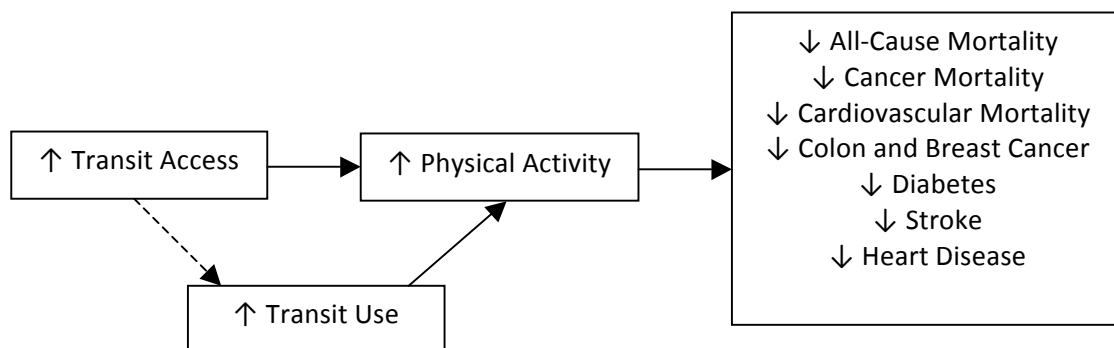 ↑ Transit Access
↑ Physical Activity
↑ Transit Use
↓ All-Cause Mortality
↓ Cancer Mortality
↓ Cardiovascular Mortality
↓ Colon and Breast Cancer
↓ Diabetes
↓ Stroke
↓ Heart Disease